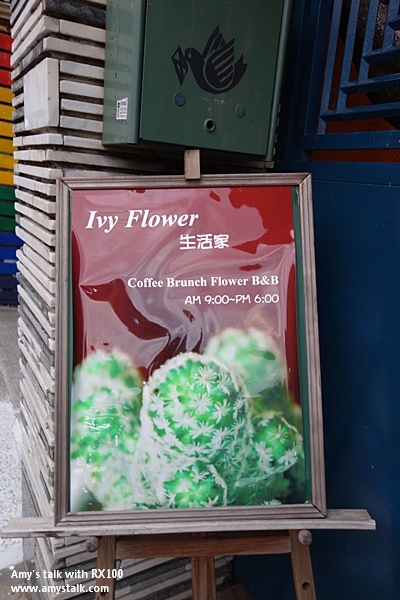 Ivy Flower
生活家
Coffee Brunch Flower B&B
AM 9:00~PM 6:00
Amy's talk with RX100
www.amystalk.com